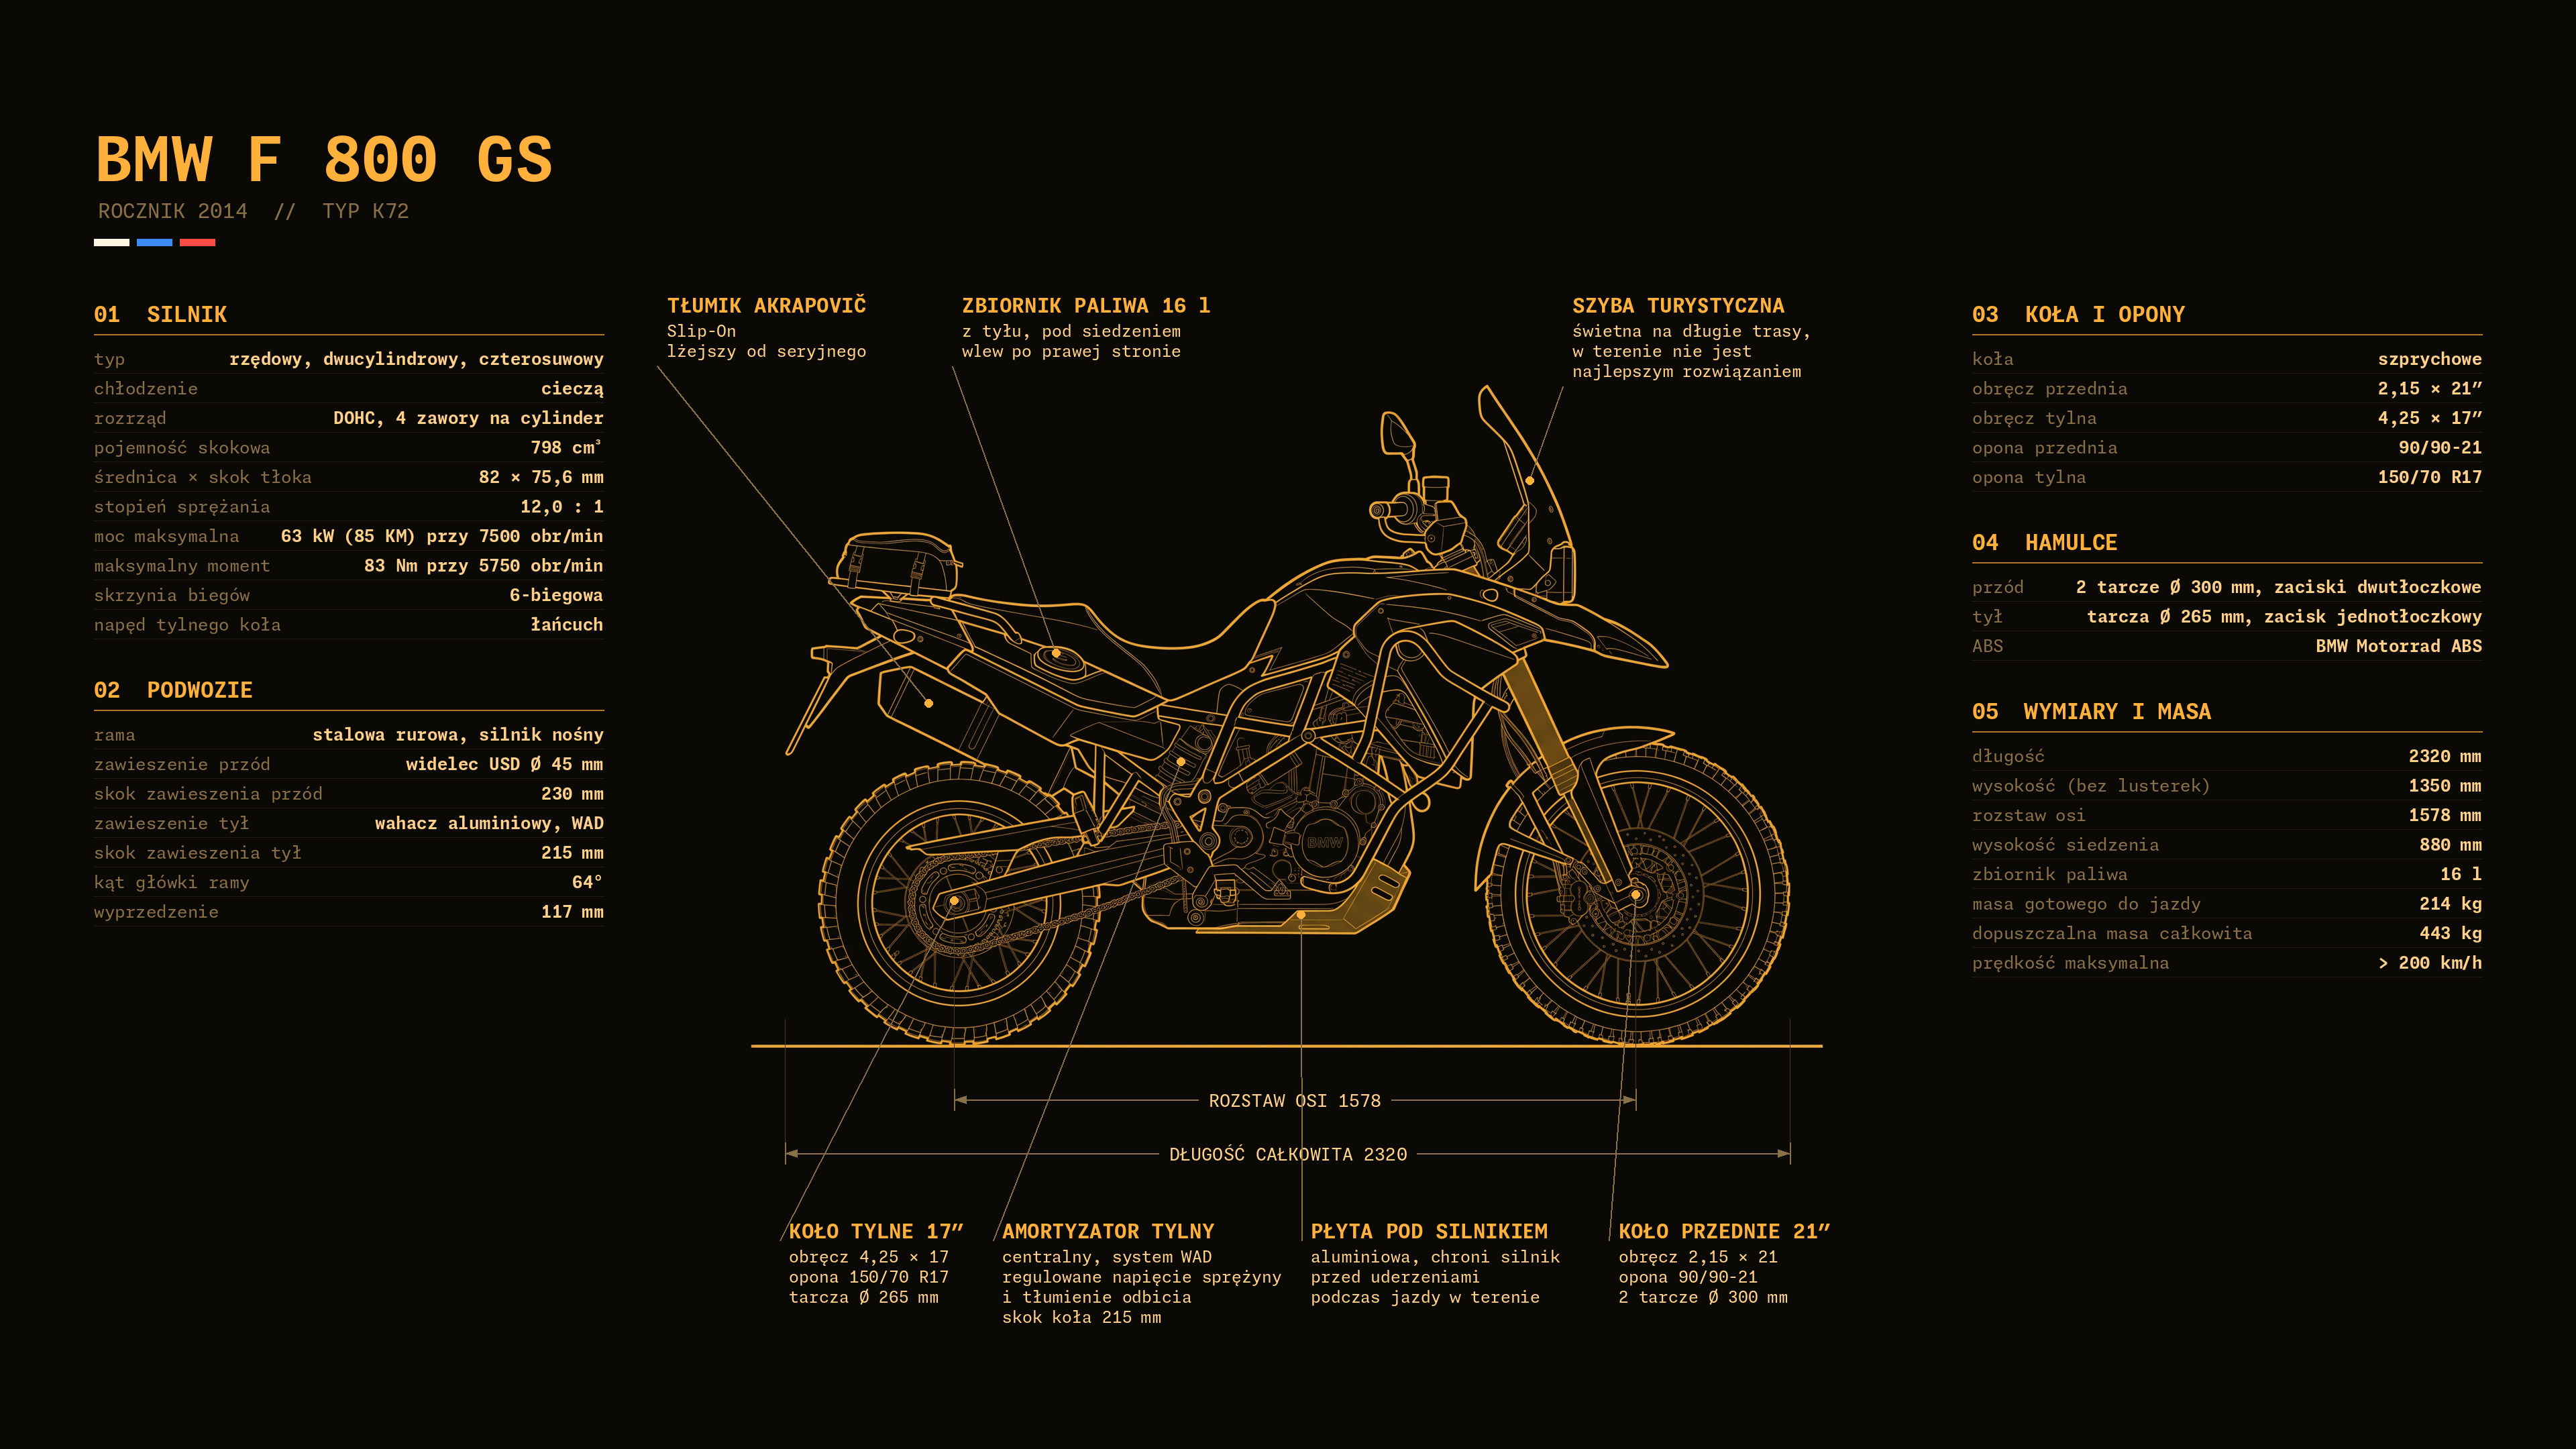 BMW F 800 GS
ROCZNIK 2014 // TYP K72
01 SILNIK
typ rzędowy, dwucylindrowy, czterosuwowy
chłodzenie cieczą
rozrząd DOHC, 4 zawory na cylinder
pojemność skokowa 798 cm³
średnica × skok tłoka 82 × 75,6 mm
stopień sprężania 12,0 : 1
moc maksymalna 63 kW (85 KM) przy 7500 obr/min
maksymalny moment 83 Nm przy 5750 obr/min
skrzynia biegów 6-biegowa
napęd tylnego koła łańcuch
02 PODWOZIE
rama stalowa rurowa, silnik nośny
zawieszenie przód widelec USD Ø 45 mm
skok zawieszenia przód 230 mm
zawieszenie tył wahacz aluminiowy, WAD
skok zawieszenia tył 215 mm
kąt główki ramy 64°
wyprzedzenie 117 mm
TŁUMIK AKRAPOVIČ
Slip-On
lżejszy od seryjnego
ZBIORNIK PALIWA 16 l
z tyłu, pod siedzeniem
wlew po prawej stronie
SZYBA TURYSTYCZNA
świetna na długie trasy,
w terenie nie jest
najlepszym rozwiązaniem
BMW
ROZSTAW OSI 1578
DŁUGOŚĆ CAŁKOWITA 2320
KOŁO TYLNE 17″
obręcz 4,25 × 17
opona 150/70 R17
tarcza Ø 265 mm
AMORTYZATOR TYLNY
centralny, system WAD
regulowane napięcie sprężyny
i tłumienie odbicia
skok koła 215 mm
PŁYTA POD SILNIKIEM
aluminiowa, chroni silnik
przed uderzeniami
podczas jazdy w terenie
KOŁO PRZEDNIE 21″
obręcz 2,15 × 21
opona 90/90-21
2 tarcze Ø 300 mm
03 KOŁA I OPONY
koła szprychowe
obręcz przednia 2,15 × 21″
obręcz tylna 4,25 × 17″
opona przednia 90/90-21
opona tylna 150/70 R17
04 HAMULCE
przód 2 tarcze Ø 300 mm, zaciski dwutłoczkowe
tył tarcza Ø 265 mm, zacisk jednotłoczkowy
ABS BMW Motorrad ABS
05 WYMIARY I MASA
długość 2320 mm
wysokość (bez lusterek) 1350 mm
rozstaw osi 1578 mm
wysokość siedzenia 880 mm
zbiornik paliwa 16 l
masa gotowego do jazdy 214 kg
dopuszczalna masa całkowita 443 kg
prędkość maksymalna > 200 km/h